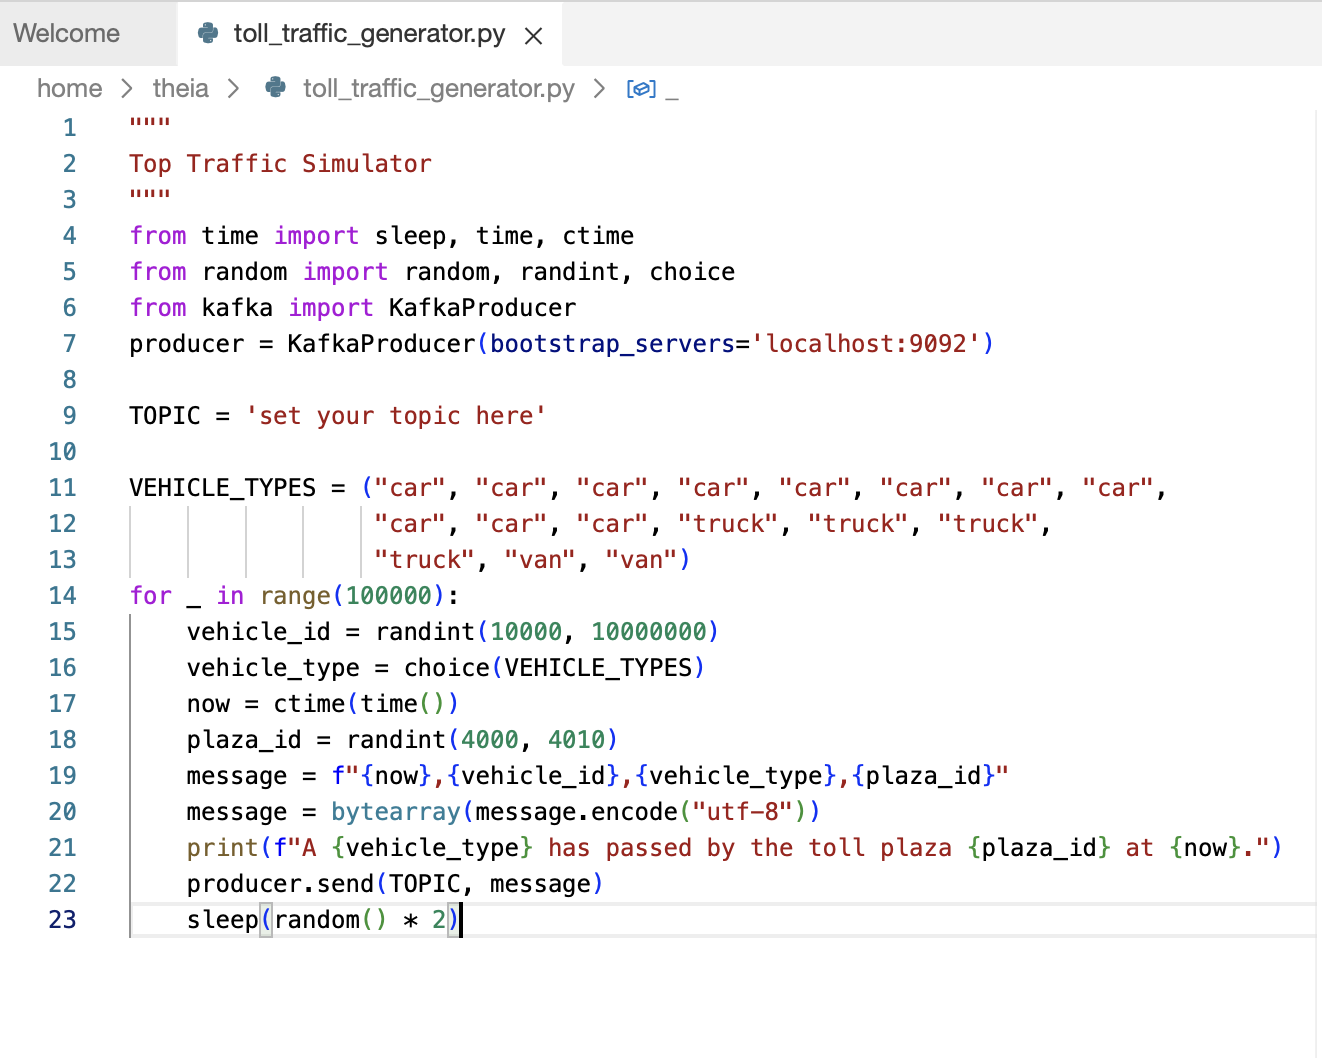 Welcome
toll_traffic_generator.py
home > theia > toll_traffic_generator.py > _
1 """
2 Top Traffic Simulator
3 """
4 from time import sleep, time, ctime
5 from random import random, randint, choice
6 from kafka import KafkaProducer
7 producer = KafkaProducer(bootstrap_servers='localhost:9092')
8
9 TOPIC = 'set your topic here'
10
11 VEHICLE_TYPES = ("car", "car", "car", "car", "car", "car", "car", "car",
12                  "car", "car", "car", "truck", "truck", "truck",
13                  "truck", "van", "van")
14 for _ in range(100000):
15     vehicle_id = randint(10000, 10000000)
16     vehicle_type = choice(VEHICLE_TYPES)
17     now = ctime(time())
18     plaza_id = randint(4000, 4010)
19     message = f"{now},{vehicle_id},{vehicle_type},{plaza_id}"
20     message = bytearray(message.encode("utf-8"))
21     print(f"A {vehicle_type} has passed by the toll plaza {plaza_id} at {now}.")
22     producer.send(TOPIC, message)
23     sleep(random() * 2)